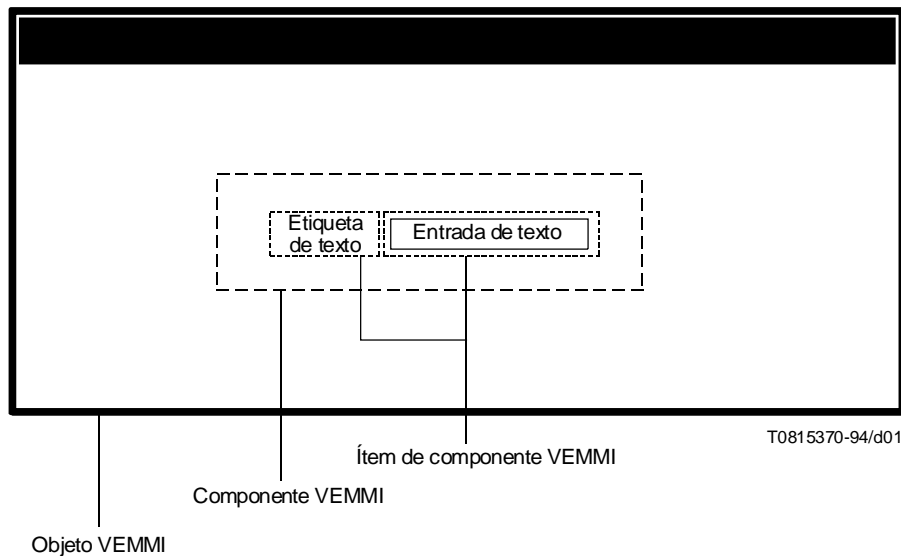 Etiqueta
de texto
Entrada de texto
T0815370-94/d01
Ítem de componente VEMMI
Componente VEMMI
Objeto VEMMI